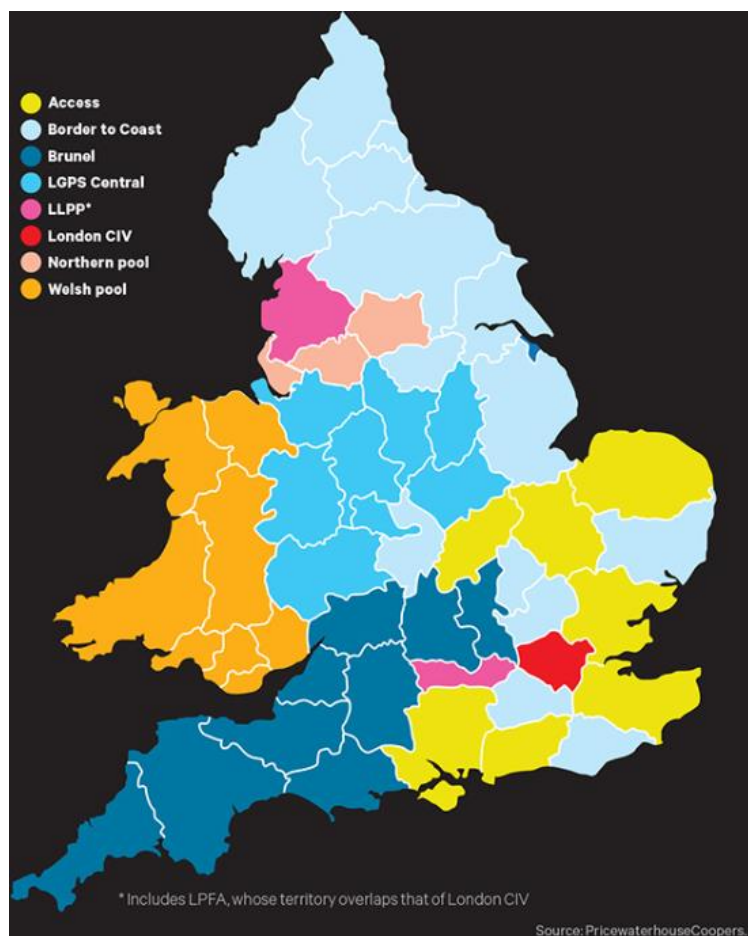 Access
Border to Coast
Brunel
LGPS Central
LLPP*
London CIV
Northern pool
Welsh pool
* Includes LPFA, whose territory overlaps that of London CIV
Source: PricewaterhouseCoopers.